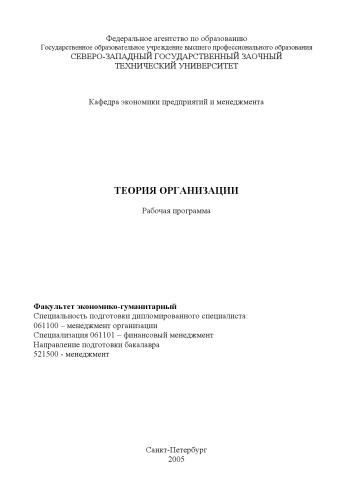 Федеральное агентство по образованию
Государственное образовательное учреждение высшего профессионального образования
СЕВЕРО-ЗАПАДНЫЙ ГОСУДАРСТВЕННЫЙ ЗАОЧНЫЙ
ТЕХНИЧЕСКИЙ УНИВЕРСИТЕТ
Кафедра экономики предприятий и менеджмента
ТЕОРИЯ ОРГАНИЗАЦИИ
Рабочая программа
Факультет экономико-гуманитарный
Специальность подготовки дипломированного специалиста:
061100 – менеджмент организации
Специализация 061101 – финансовый менеджмент
Направление подготовки бакалавра
521500 - менеджмент
Санкт-Петербург
2005